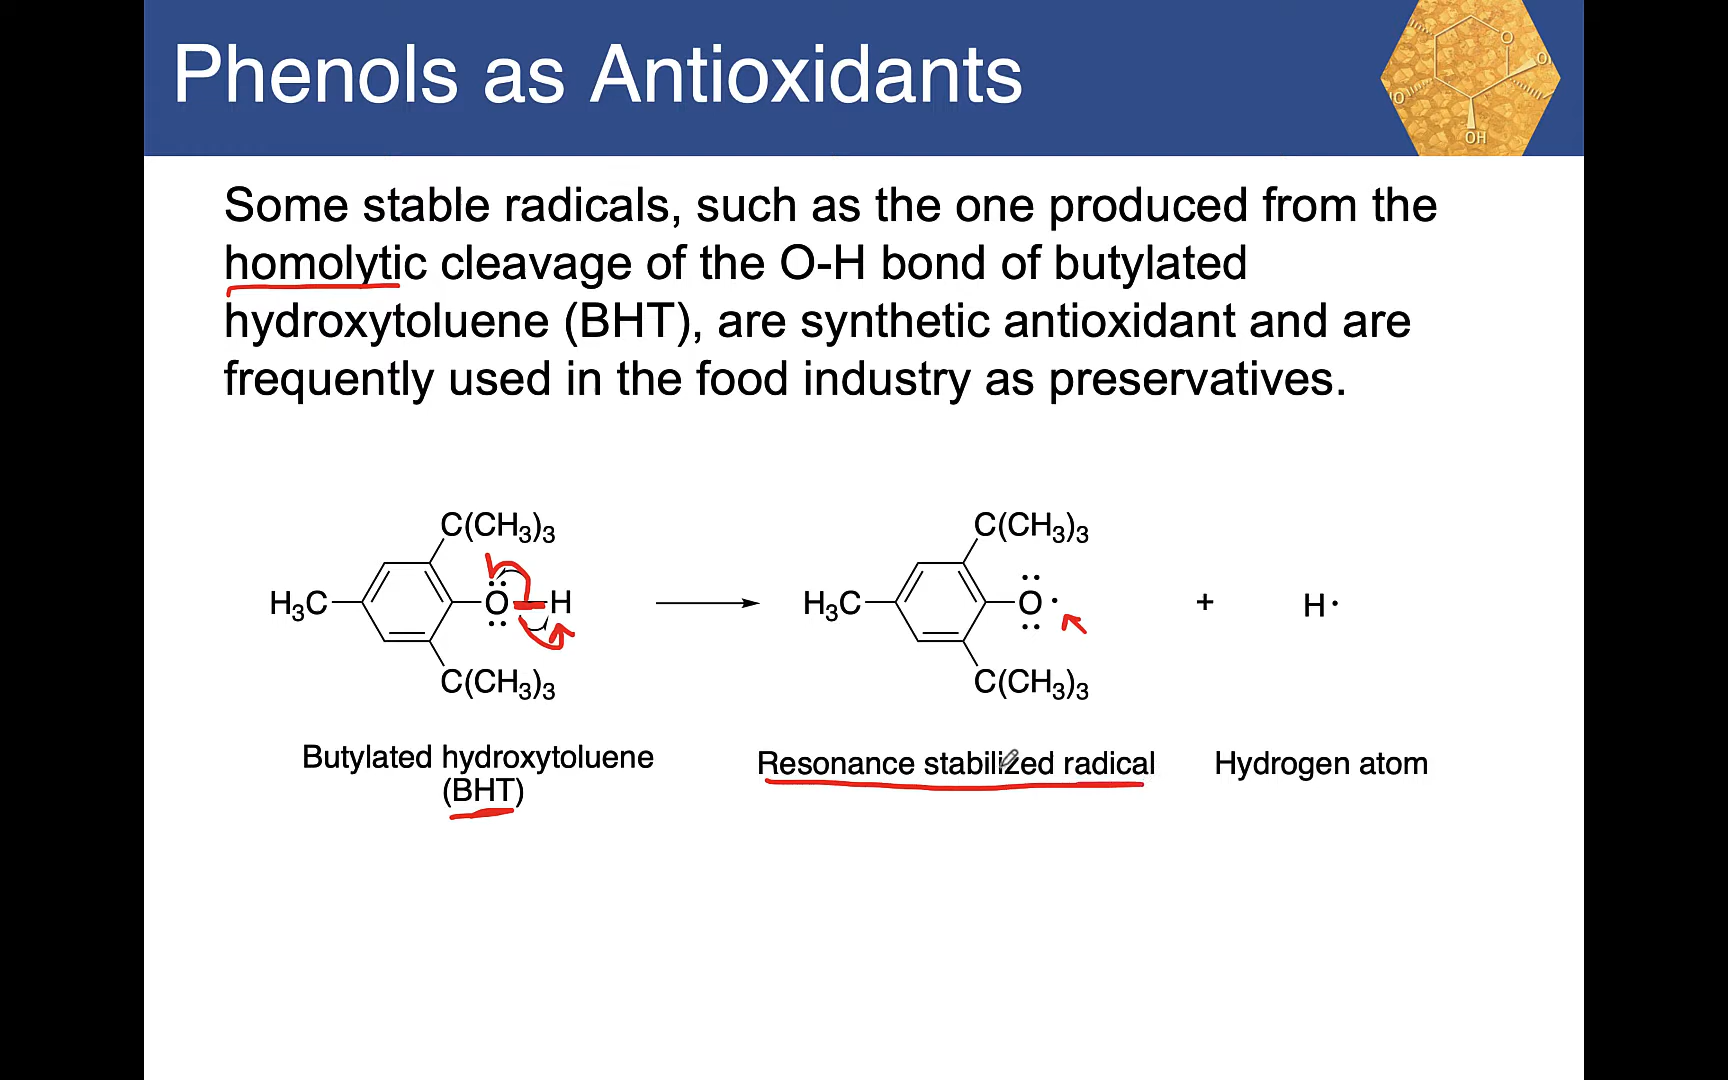 Phenols as Antioxidants
O
O
O
OH
Some stable radicals, such as the one produced from the
homolytic cleavage of the O-H bond of butylated
hydroxytoluene (BHT), are synthetic antioxidant and are
frequently used in the food industry as preservatives.
C(CH₃)₃ C(CH₃)₃
H₃C O H H₃C O· + H·
C(CH₃)₃ C(CH₃)₃
Butylated hydroxytoluene Resonance stabilized radical Hydrogen atom
(BHT)